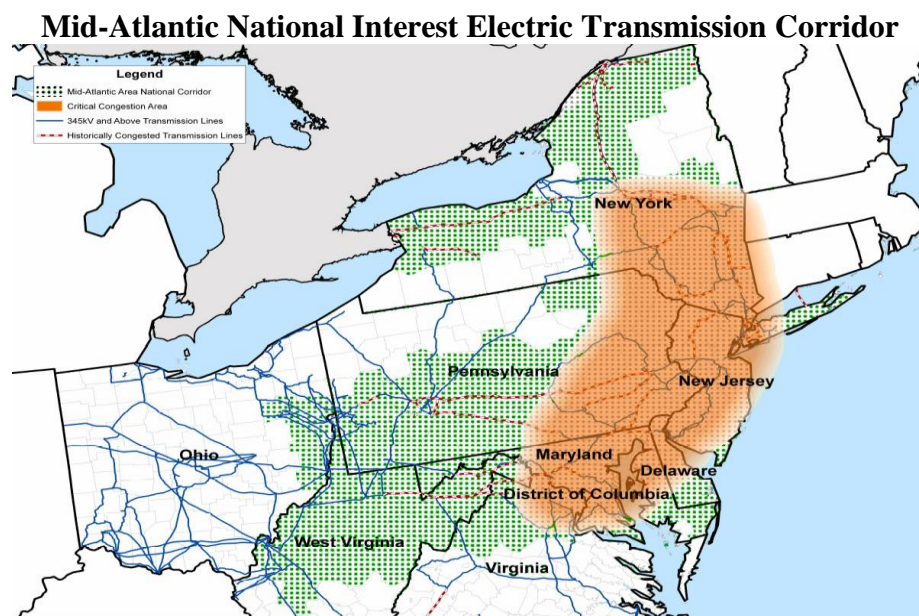 Mid-Atlantic National Interest Electric Transmission Corridor
Legend
Mid-Atlantic Area National Corridor
Critical Congestion Area
345kV and Above Transmission Lines
Historically Congested Transmission Lines
New York
Pennsylvania
New Jersey
Ohio
Maryland
Delaware
District of Columbia
West Virginia
Virginia